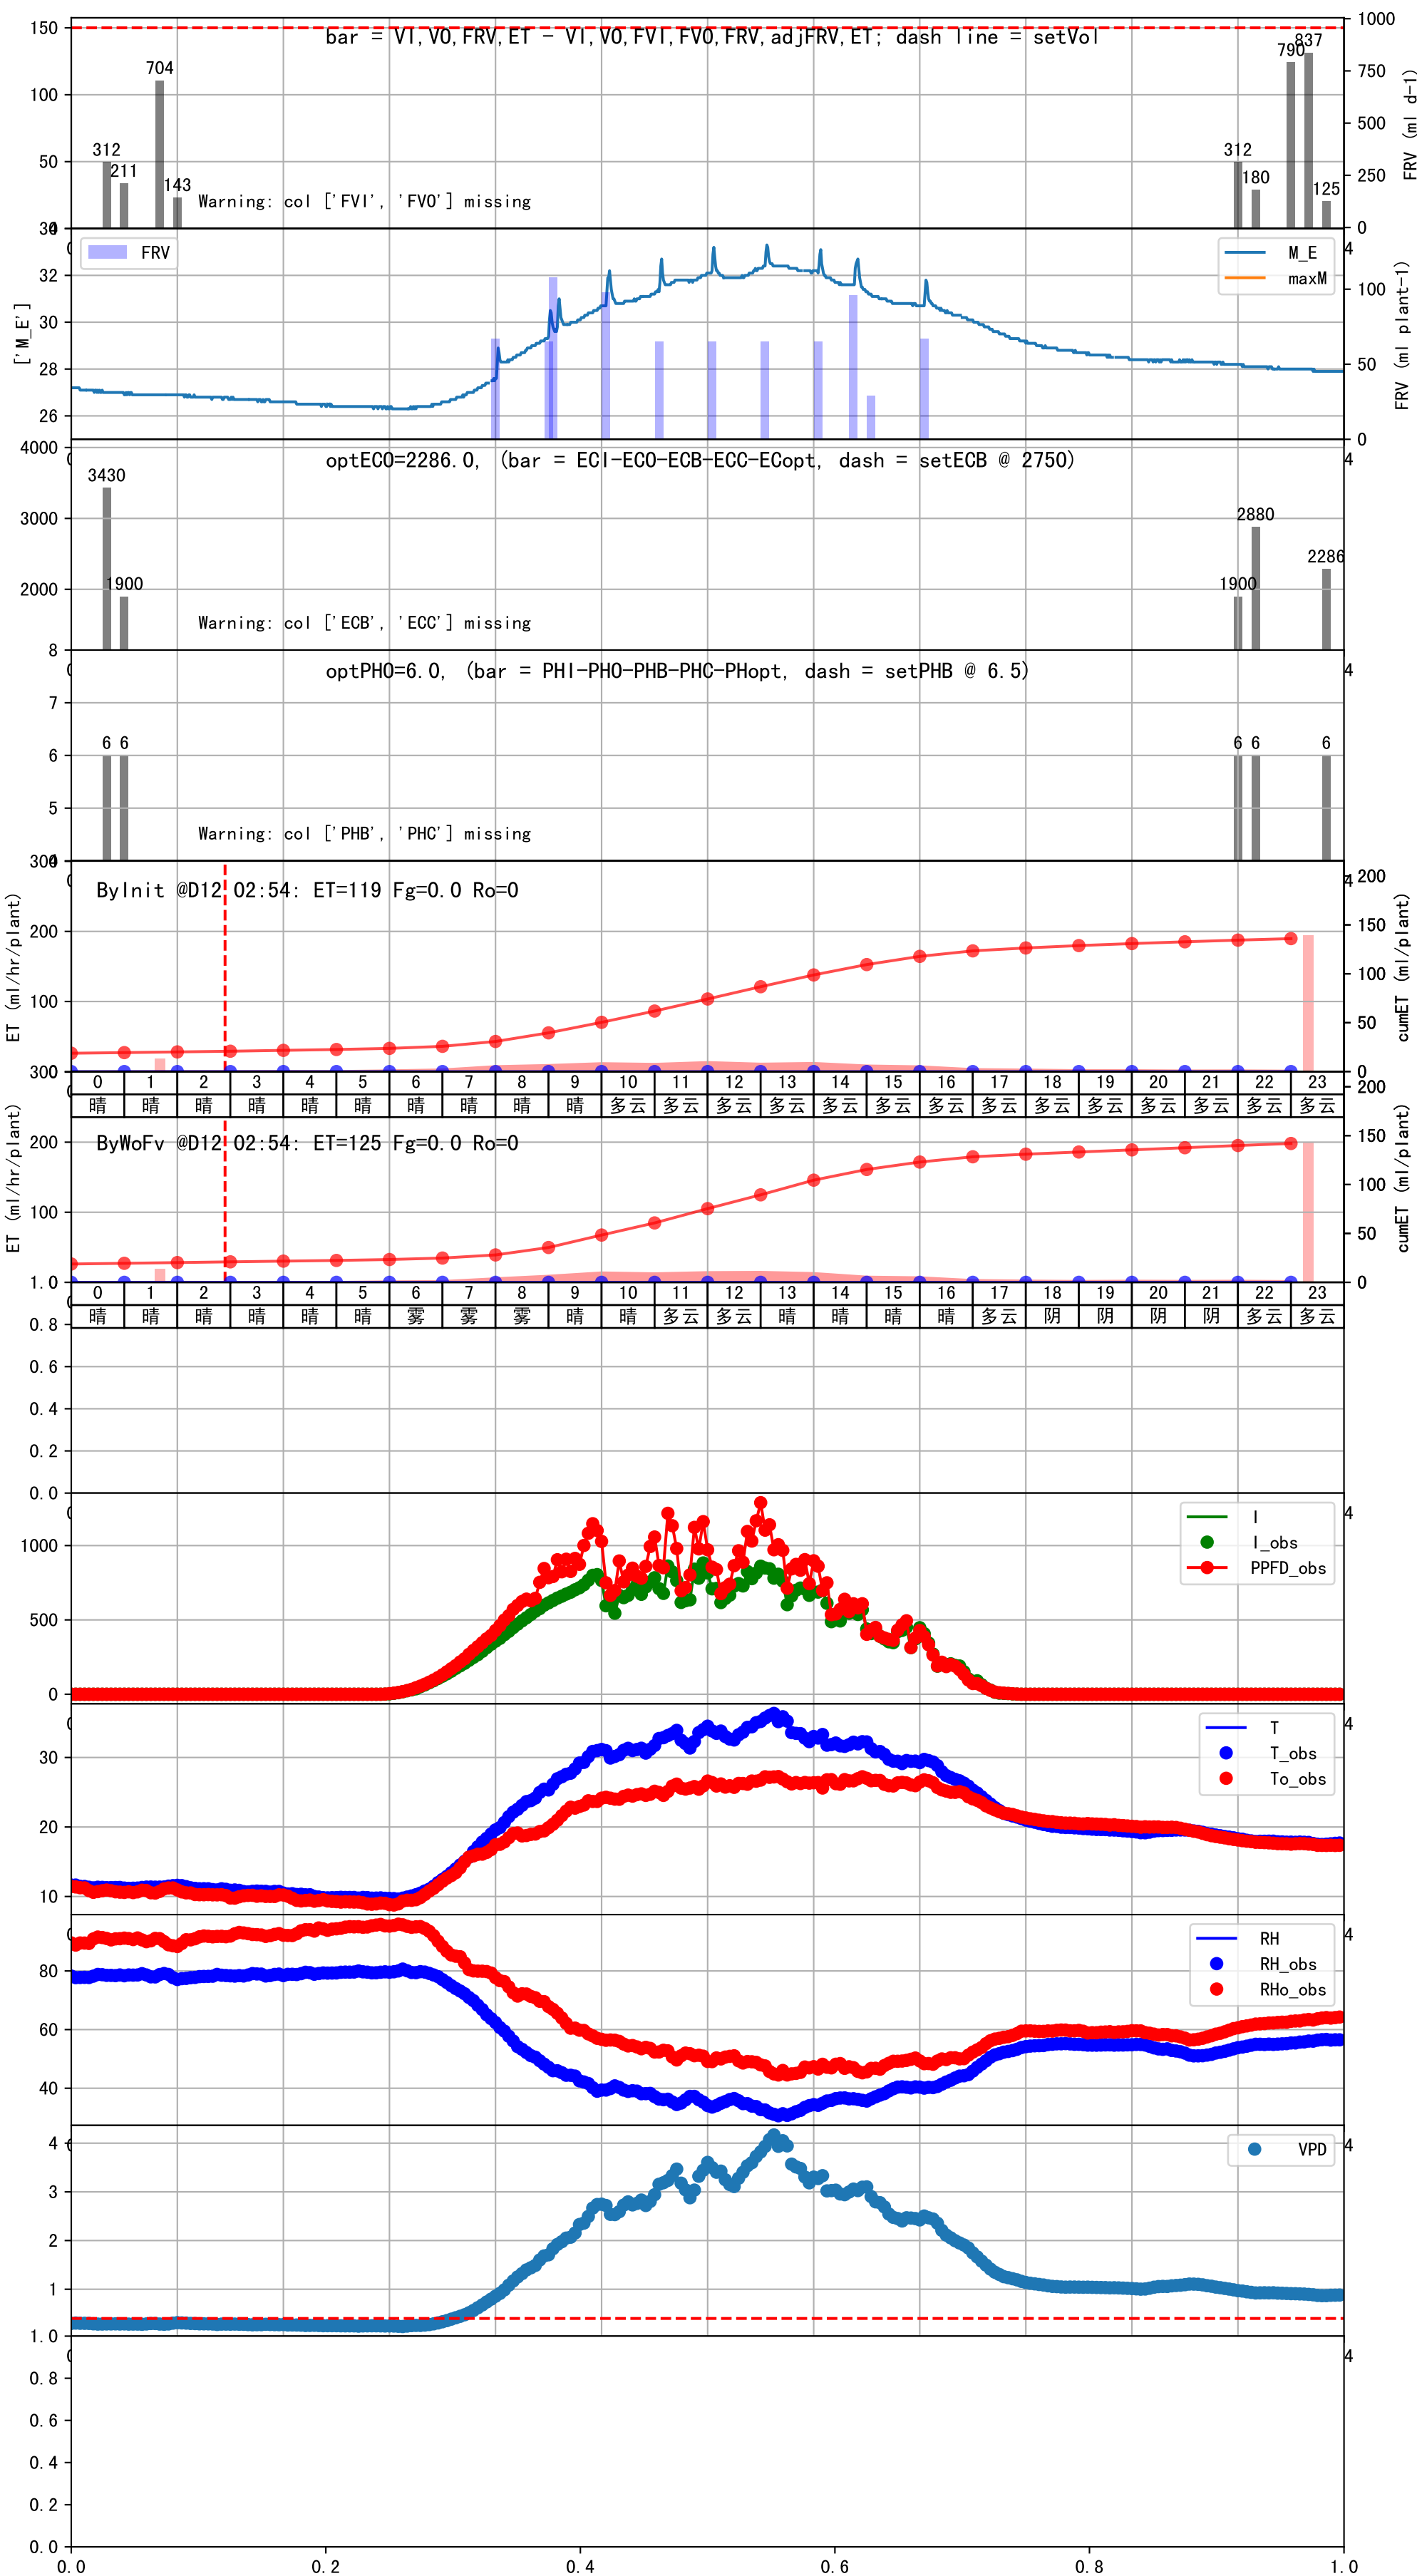 bar = VI,VO,FRV,ET - VI,VO,FVI,FVO,FRV,adjFRV,ET; dash line = setVol
150
100
50
1000
750
500
250
0
FRV (ml d-1)
312
211
704
143
312
180
790
837
125
Warning: col ['FVI', 'FVO'] missing
34
32
30
28
26
['M_E']
FRV
M_E
maxM
100
50
0
FRV (ml plant-1)
4
4000
3000
2000
optECO=2286.0, (bar = ECI-ECO-ECB-ECC-ECopt, dash = setECB @ 2750)
3430
1900
1900
2880
2286
Warning: col ['ECB', 'ECC'] missing
4
8
7
6
5
4
optPHO=6.0, (bar = PHI-PHO-PHB-PHC-PHopt, dash = setPHB @ 6.5)
6 6
6 6
6
Warning: col ['PHB', 'PHC'] missing
4
300
200
100
ET (ml/hr/plant)
ByInit @D12 02:54: ET=119 Fg=0.0 Ro=0
200
150
100
50
0
cumET (ml/plant)
4
0 1 2 3 4 5 6 7 8 9 10 11 12 13 14 15 16 17 18 19 20 21 22 23
晴 晴 晴 晴 晴 晴 晴 晴 晴 晴 多云 多云 多云 多云 多云 多云 多云 多云 多云 多云 多云 多云 多云 多云
300
200
100
ET (ml/hr/plant)
ByWoFv @D12 02:54: ET=125 Fg=0.0 Ro=0
200
150
100
50
0
cumET (ml/plant)
0 1 2 3 4 5 6 7 8 9 10 11 12 13 14 15 16 17 18 19 20 21 22 23
晴 晴 晴 晴 晴 晴 雾 雾 雾 晴 晴 多云 多云 晴 晴 晴 晴 多云 阴 阴 阴 阴 多云 多云
1.0
0.8
0.6
0.4
0.2
0.0
1000
500
0
I
I_obs
PPFD_obs
4
30
20
10
T
T_obs
To_obs
4
80
60
40
RH
RH_obs
RHo_obs
4
4
3
2
1
VPD
4
1.0
0.8
0.6
0.4
0.2
0.0
4
0.0 0.2 0.4 0.6 0.8 1.0